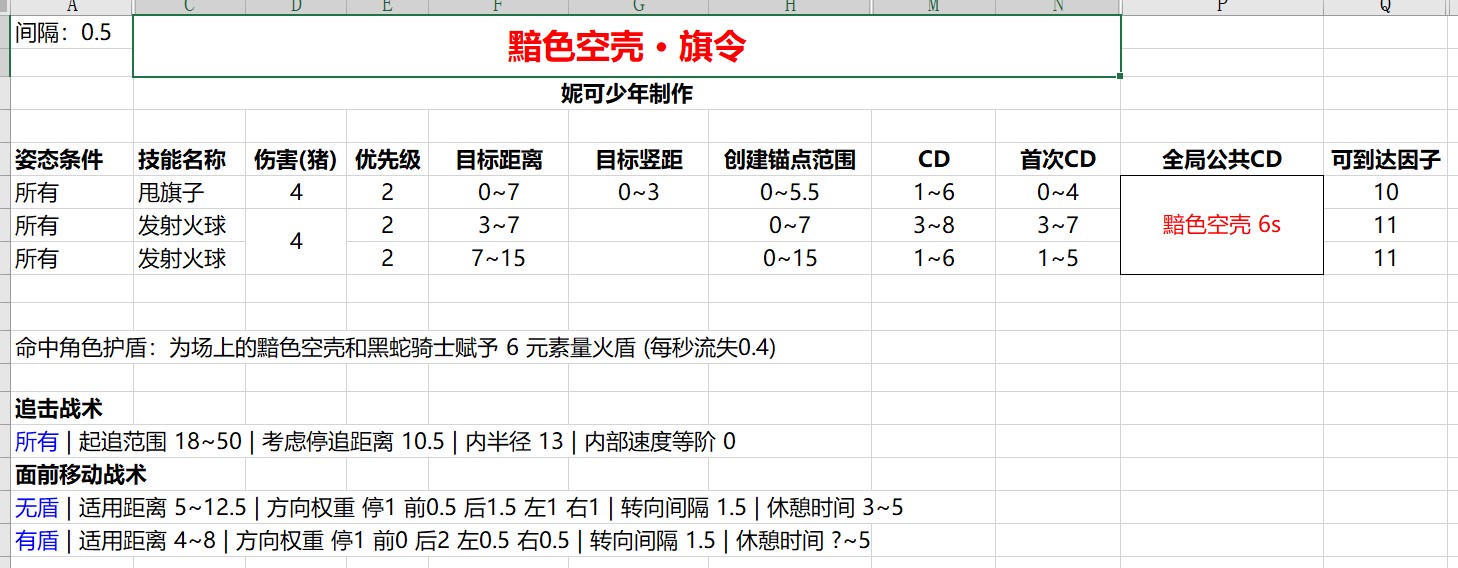 A C D E F G H M N P Q
间隔：0.5
黯色空壳·旗令
妮可少年制作
姿态条件 技能名称 伤害(猪) 优先级 目标距离 目标竖距 创建锚点范围 CD 首次CD 全局公共CD 可到达因子
所有 甩旗子 4 2 0~7 0~3 0~5.5 1~6 0~4 10
所有 发射火球 4 2 3~7 0~7 3~8 3~7 黯色空壳 6s 11
所有 发射火球 2 7~15 0~15 1~6 1~5 11
命中角色护盾：为场上的黯色空壳和黑蛇骑士赋予 6 元素量火盾 (每秒流失0.4)
追击战术
所有 | 起追范围 18~50 | 考虑停追距离 10.5 | 内半径 13 | 内部速度等阶 0
面前移动战术
无盾 | 适用距离 5~12.5 | 方向权重 停1 前0.5 后1.5 左1 右1 | 转向间隔 1.5 | 休憩时间 3~5
有盾 | 适用距离 4~8 | 方向权重 停1 前0 后2 左0.5 右0.5 | 转向间隔 1.5 | 休憩时间 ?~5